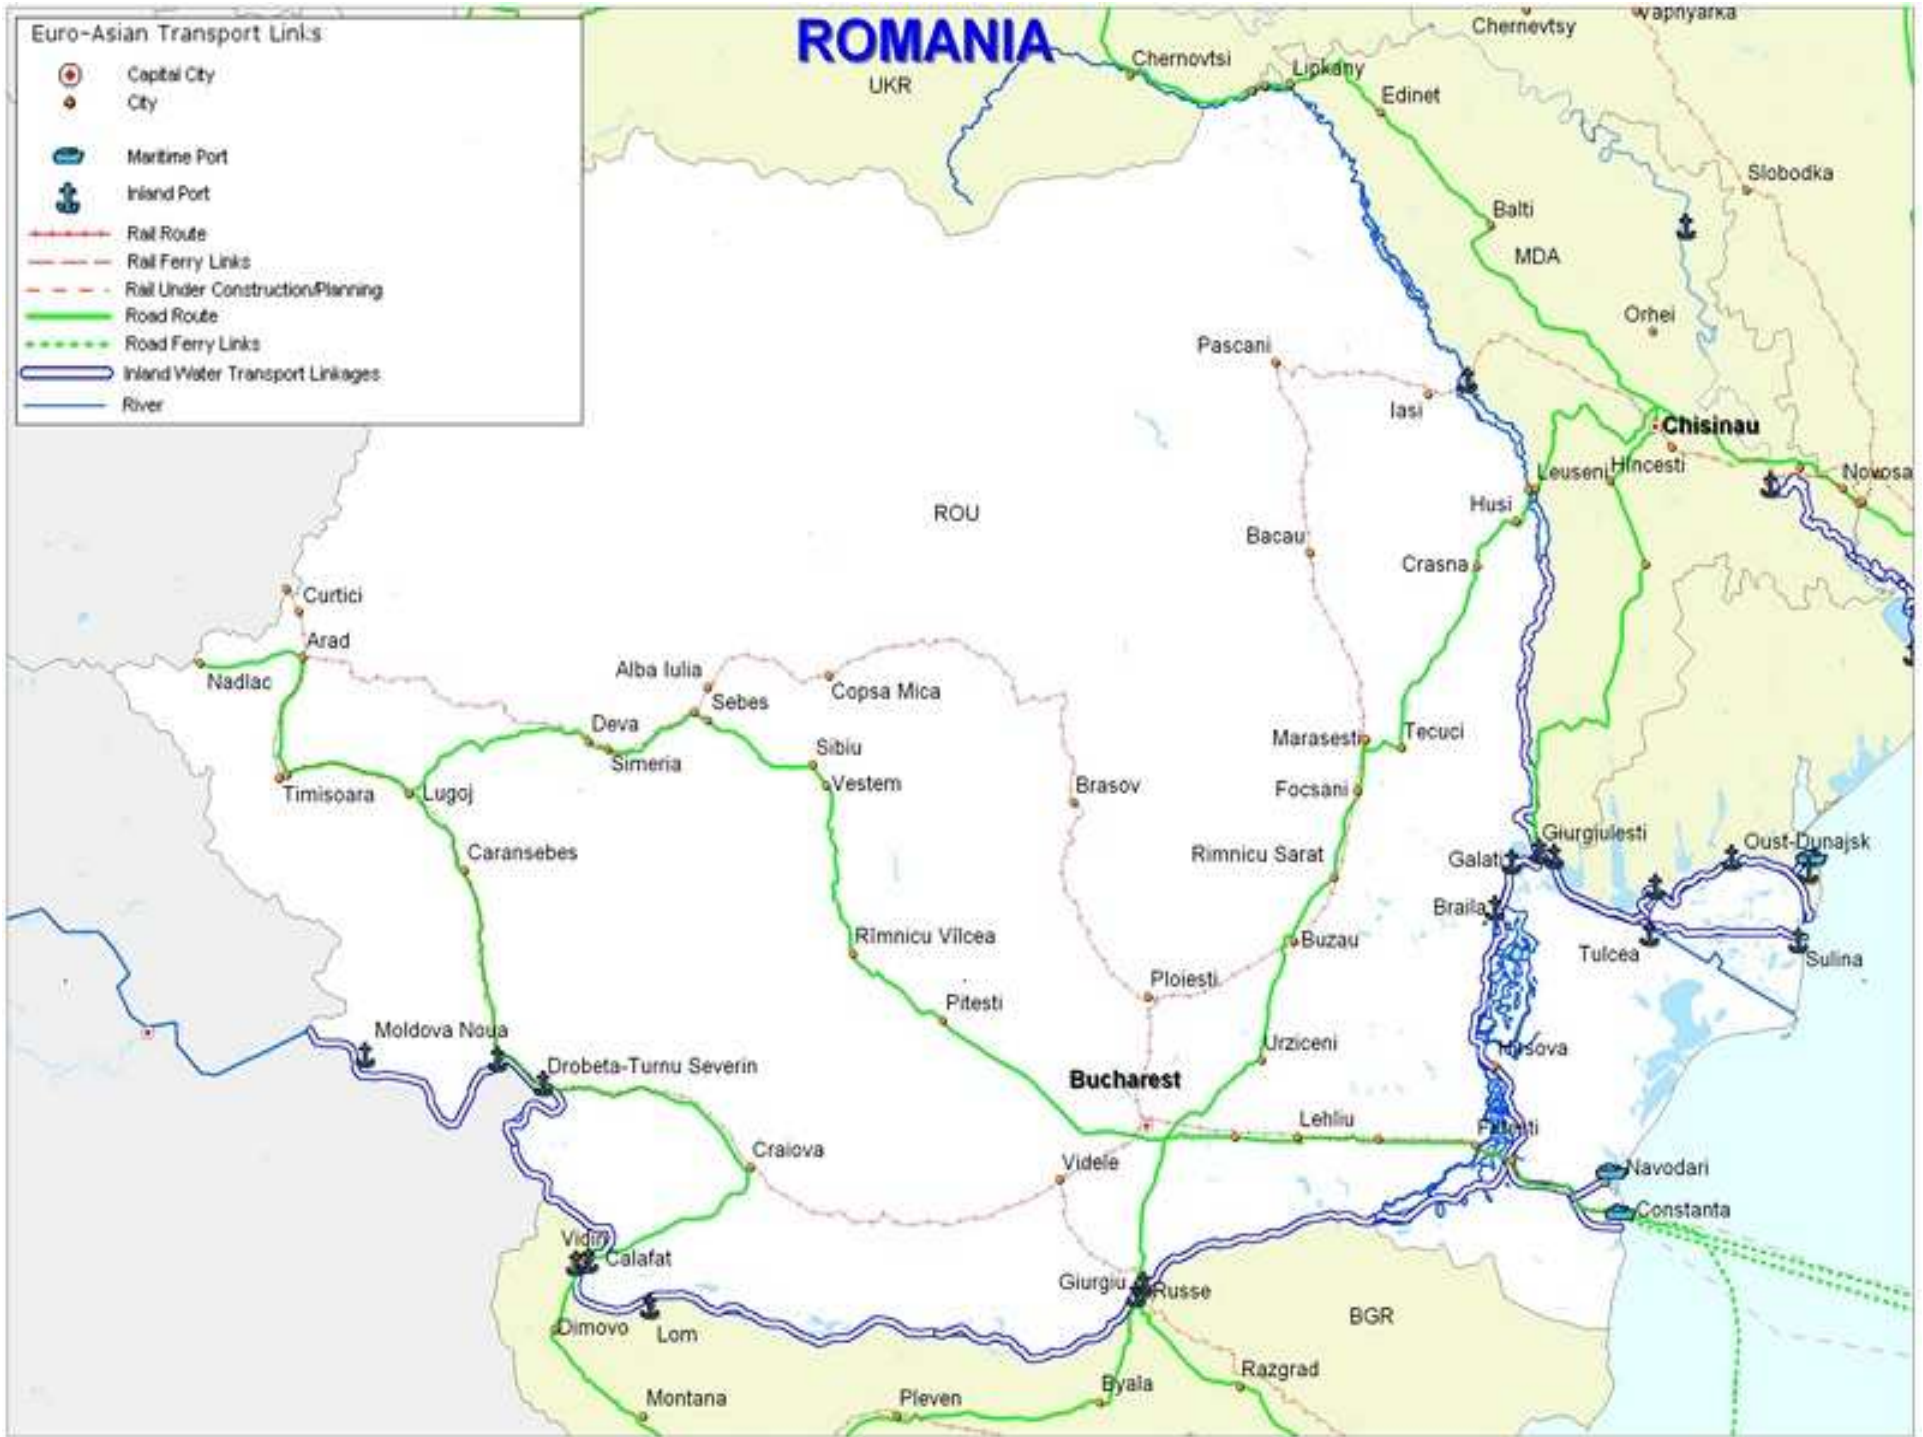 ROMANIA
Euro-Asian Transport Links
Capital City
City
Maritime Port
Inland Port
Rail Route
Rail Ferry Links
Rail Under Construction/Planning
Road Route
Road Ferry Links
Inland Water Transport Linkages
River
Chernevtsy
Vapnyarka
Chernovtsi
Lipkany
UKR
Edinet
Slobodka
Balti
MDA
Orhei
Pascani
Iasi
Chisinau
Leuseni
Hincesti
Novosa
Husi
ROU
Bacau
Crasna
Curtici
Arad
Nadlac
Alba Iulia
Sebes
Copsa Mica
Deva
Simeria
Sibiu
Vestem
Marasesti
Tecuci
Timisoara
Lugoj
Brasov
Focsani
Caransebes
Rimnicu Sarat
Giurgiulesti
Galati
Oust-Dunajsk
Braila
Rîmnicu Vîlcea
Buzau
Tulcea
Sulina
Ploiesti
Pitesti
Moldova Noua
Drobeta-Turnu Severin
Urziceni
Hirsova
Bucharest
Lehliu
Fetesti
Craiova
Videle
Navodari
Constanta
Vidin
Calafat
Giurgiu
Russe
Dimovo
Lom
BGR
Razgrad
Montana
Pleven
Byala